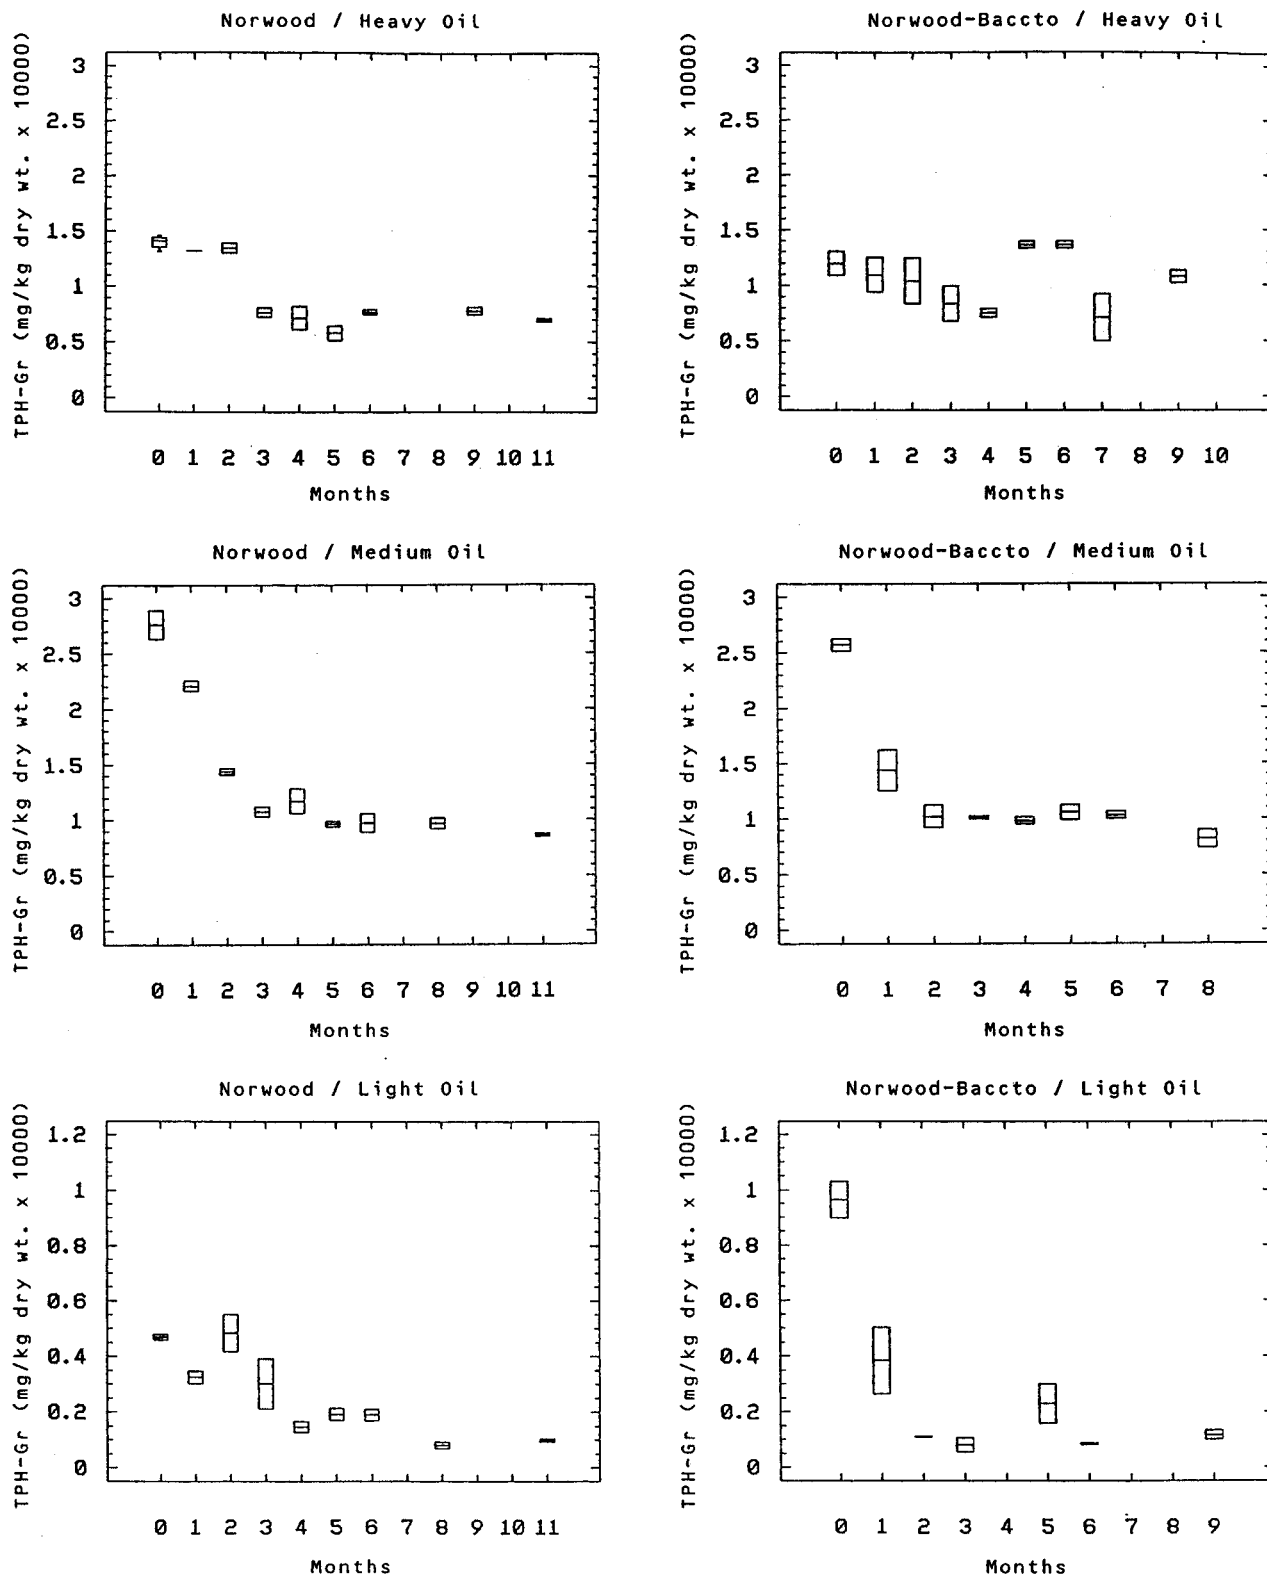 Norwood / Heavy Oil
TPH-Gr (mg/kg dry wt. x 10000)
3
2.5
2
1.5
1
0.5
0
0 1 2 3 4 5 6 7 8 9 10 11
Months
Norwood-Baccto / Heavy Oil
TPH-Gr (mg/kg dry wt. x 10000)
3
2.5
2
1.5
1
0.5
0
0 1 2 3 4 5 6 7 8 9 10
Months
Norwood / Medium Oil
TPH-Gr (mg/kg dry wt. x 10000)
3
2.5
2
1.5
1
0.5
0
0 1 2 3 4 5 6 7 8 9 10 11
Months
Norwood-Baccto / Medium Oil
TPH-Gr (mg/kg dry wt. x 10000)
3
2.5
2
1.5
1
0.5
0
0 1 2 3 4 5 6 7 8
Months
Norwood / Light Oil
TPH-Gr (mg/kg dry wt. x 10000)
1.2
1
0.8
0.6
0.4
0.2
0
0 1 2 3 4 5 6 7 8 9 10 11
Months
Norwood-Baccto / Light Oil
TPH-Gr (mg/kg dry wt. x 10000)
1.2
1
0.8
0.6
0.4
0.2
0
0 1 2 3 4 5 6 7 8 9
Months